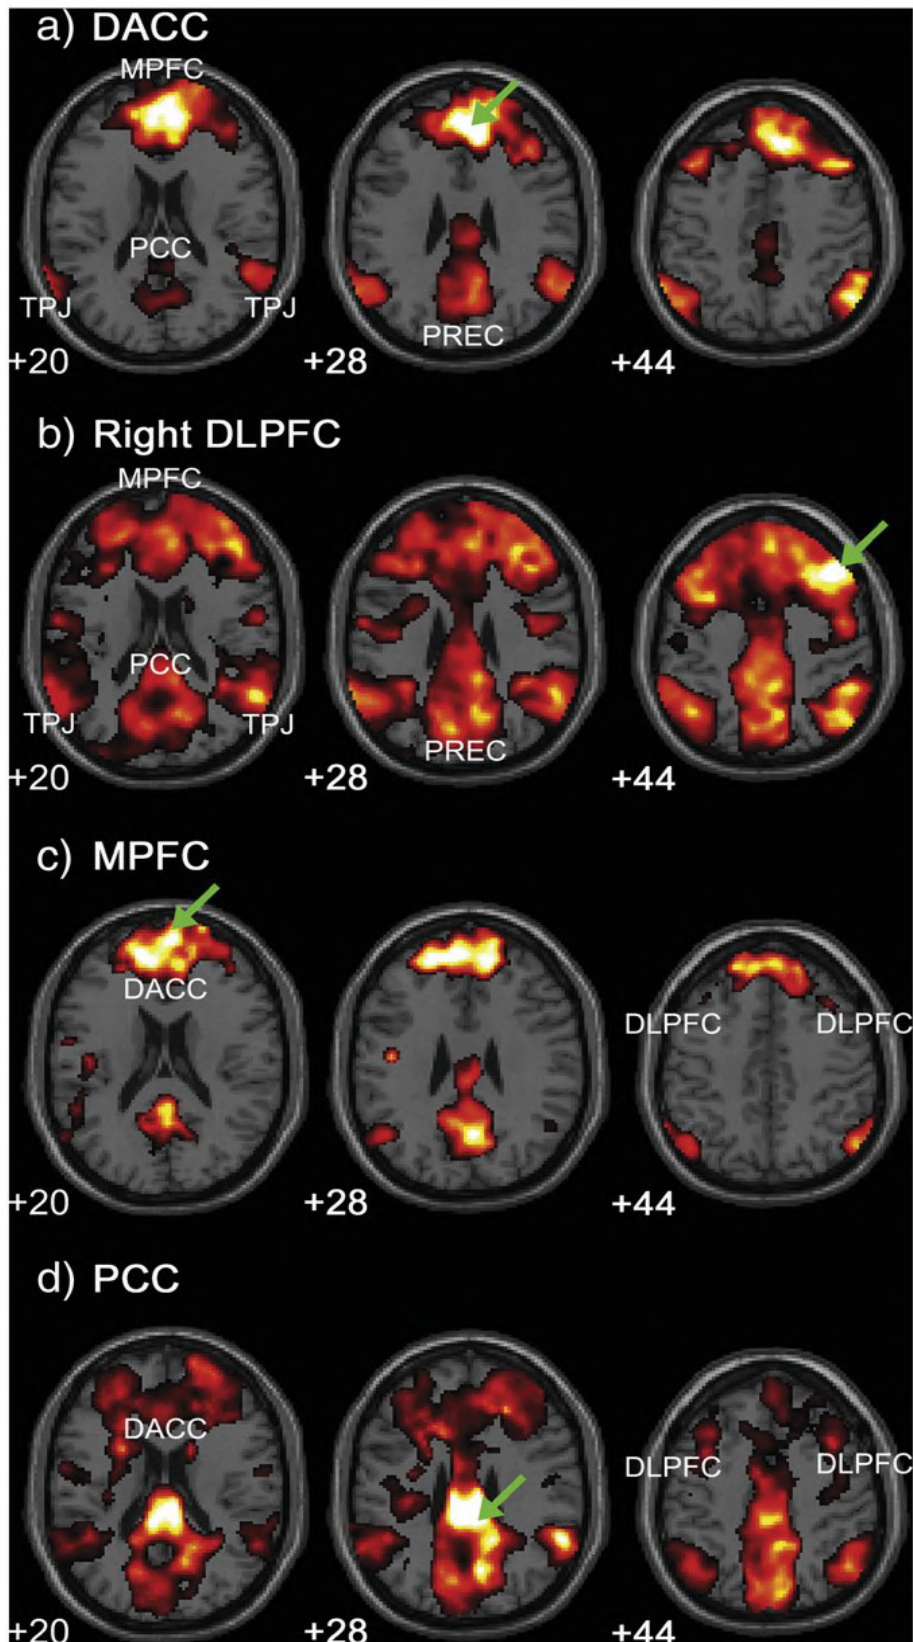 a) DACC
MPFC
PCC
TPJ TPJ
PREC
+20 +28 +44
b) Right DLPFC
MPFC
PCC
TPJ TPJ
PREC
+20 +28 +44
c) MPFC
DACC
DLPFC DLPFC
+20 +28 +44
d) PCC
DACC
DLPFC DLPFC
+20 +28 +44